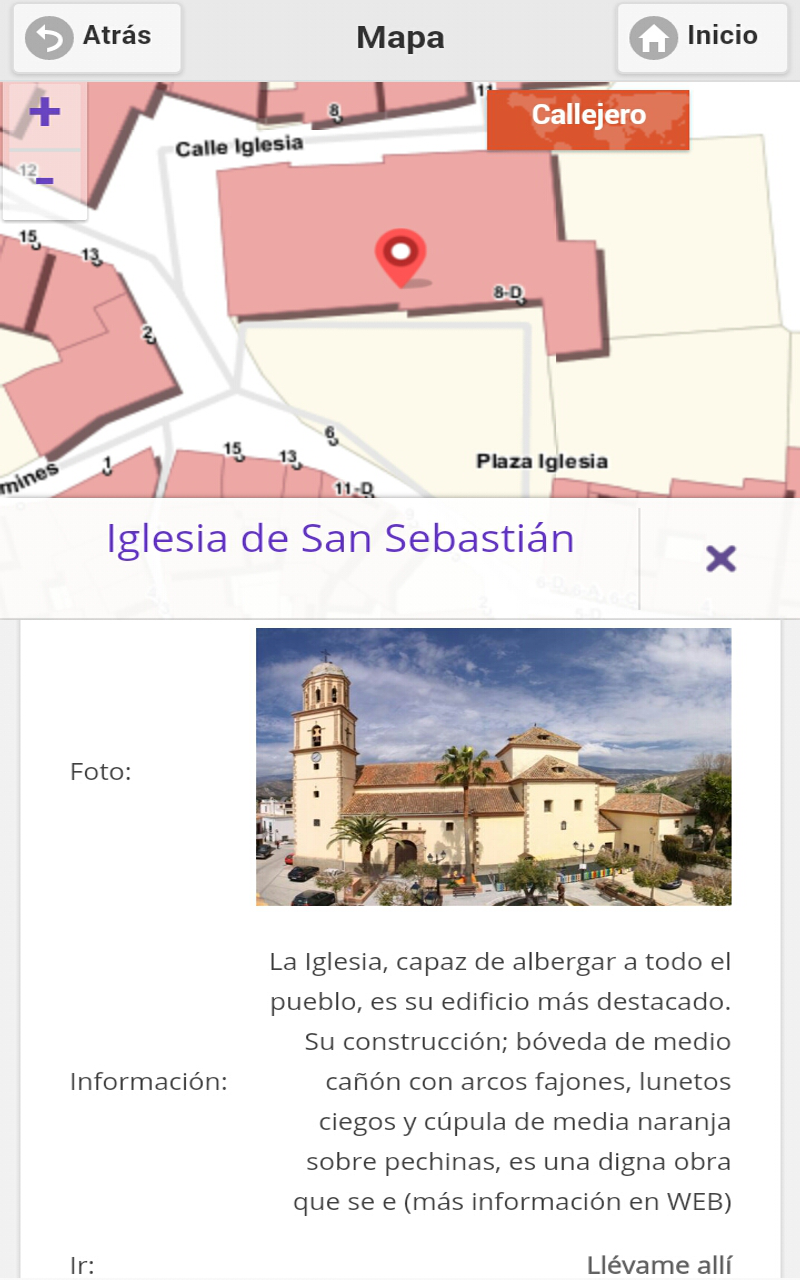 Atrás
Mapa
Inicio
+
-
8
11
Callejero
Calle Iglesia
12
15
13
8-D
2
6
15
13
1
11-D
Plaza Iglesia
mines
Iglesia de San Sebastián
×
Foto:
Información:
La Iglesia, capaz de albergar a todo el
pueblo, es su edificio más destacado.
Su construcción; bóveda de medio
cañón con arcos fajones, lunetos
ciegos y cúpula de media naranja
sobre pechinas, es una digna obra
que se e (más información en WEB)
Ir:
Llévame allí